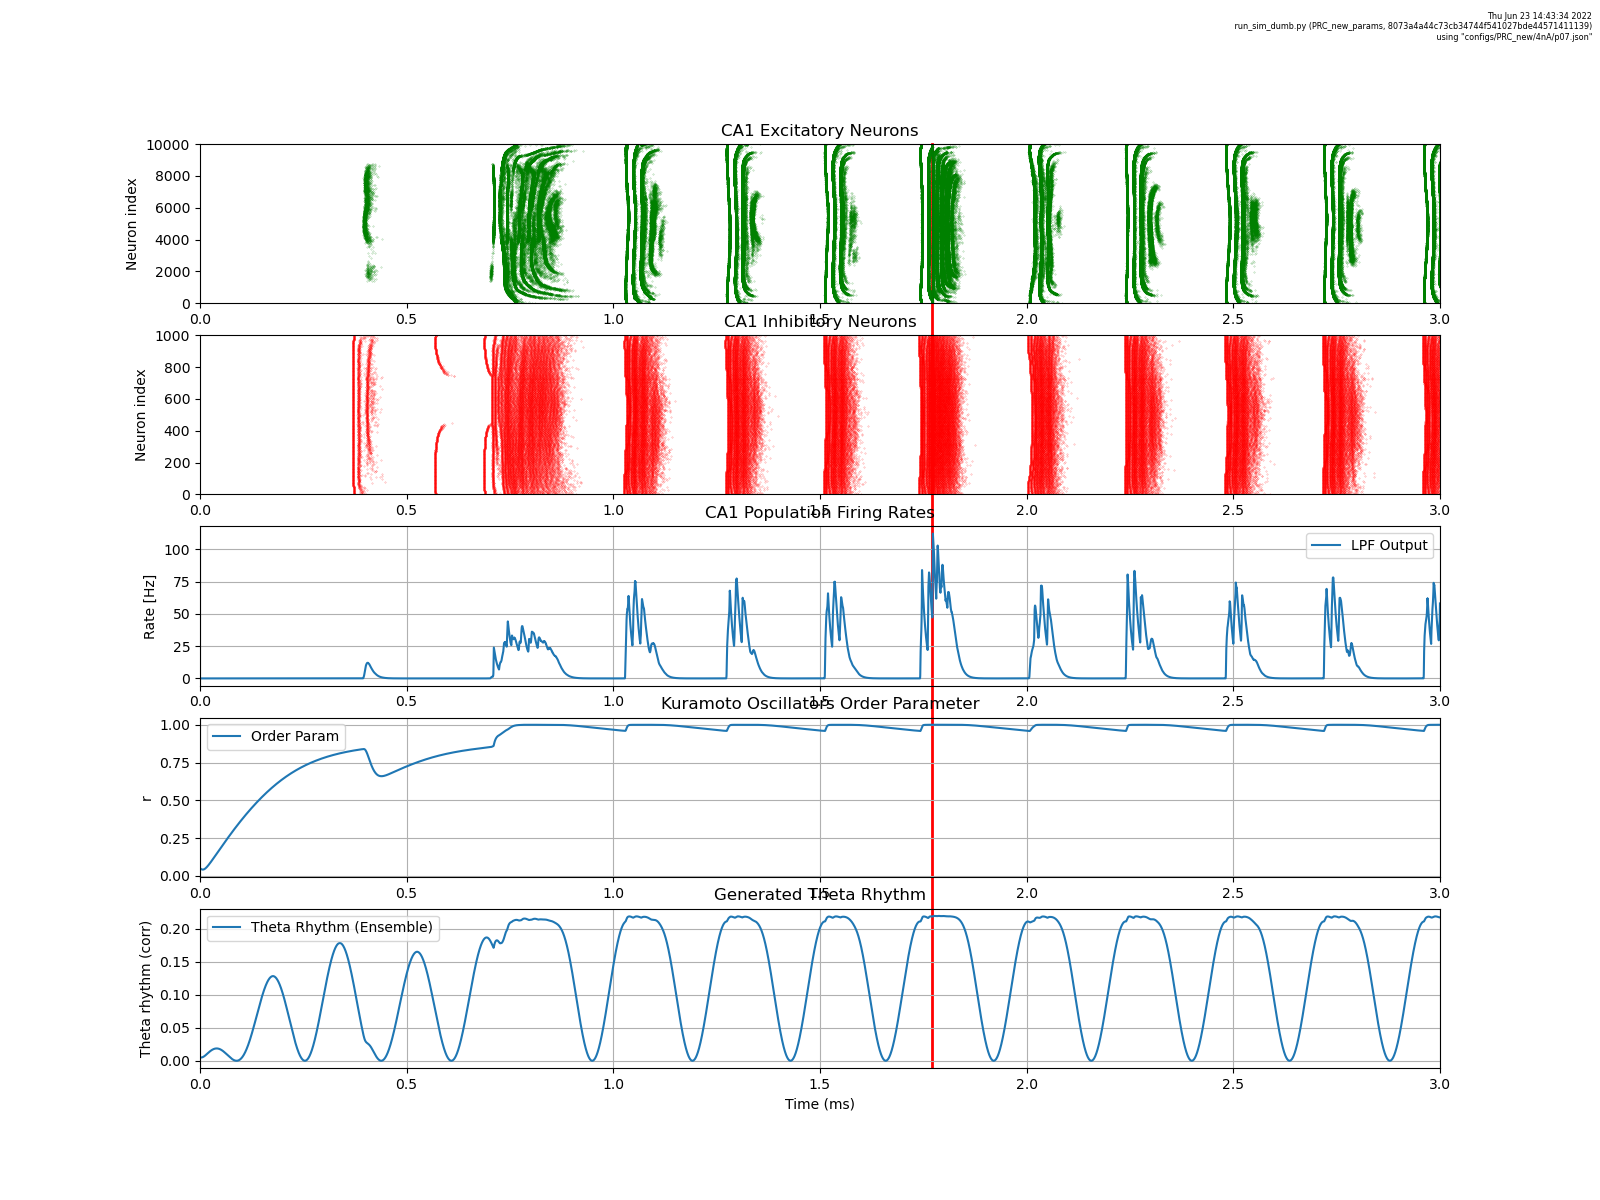 Thu Jun 23 14:43:34 2022
run_sim_dumb.py (PRC_new_params, 8073a4a44c73cb34744f541027bde44571411139)
using "configs/PRC_new/4nA/p07.json"
CA1 Excitatory Neurons
Neuron index
10000
8000
6000
4000
2000
0
0.0 0.5 1.0 1.5 2.0 2.5 3.0
CA1 Inhibitory Neurons
Neuron index
1000
800
600
400
200
0
0.0 0.5 1.0 1.5 2.0 2.5 3.0
CA1 Population Firing Rates
Rate [Hz]
LPF Output
100
75
50
25
0
0.0 0.5 1.0 1.5 2.0 2.5 3.0
Kuramoto Oscillators Order Parameter
r
Order Param
1.00
0.75
0.50
0.25
0.00
0.0 0.5 1.0 1.5 2.0 2.5 3.0
Generated Theta Rhythm
Theta rhythm (corr)
Theta Rhythm (Ensemble)
0.20
0.15
0.10
0.05
0.00
0.0 0.5 1.0 1.5 2.0 2.5 3.0
Time (ms)